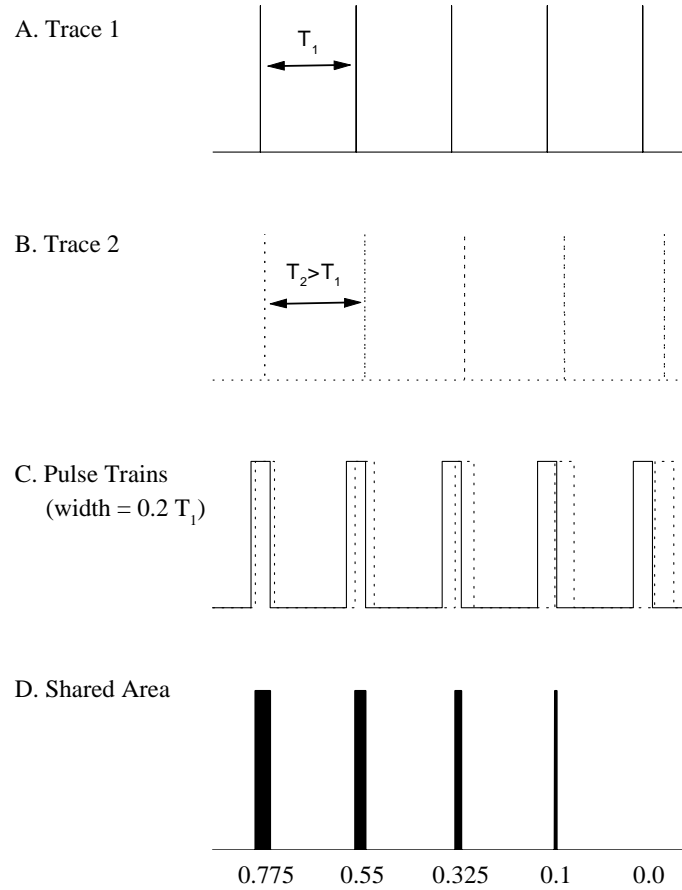 A. Trace 1
T₁
B. Trace 2
T₂>T₁
C. Pulse Trains
(width = 0.2 T₁)
D. Shared Area
0.775 0.55 0.325 0.1 0.0